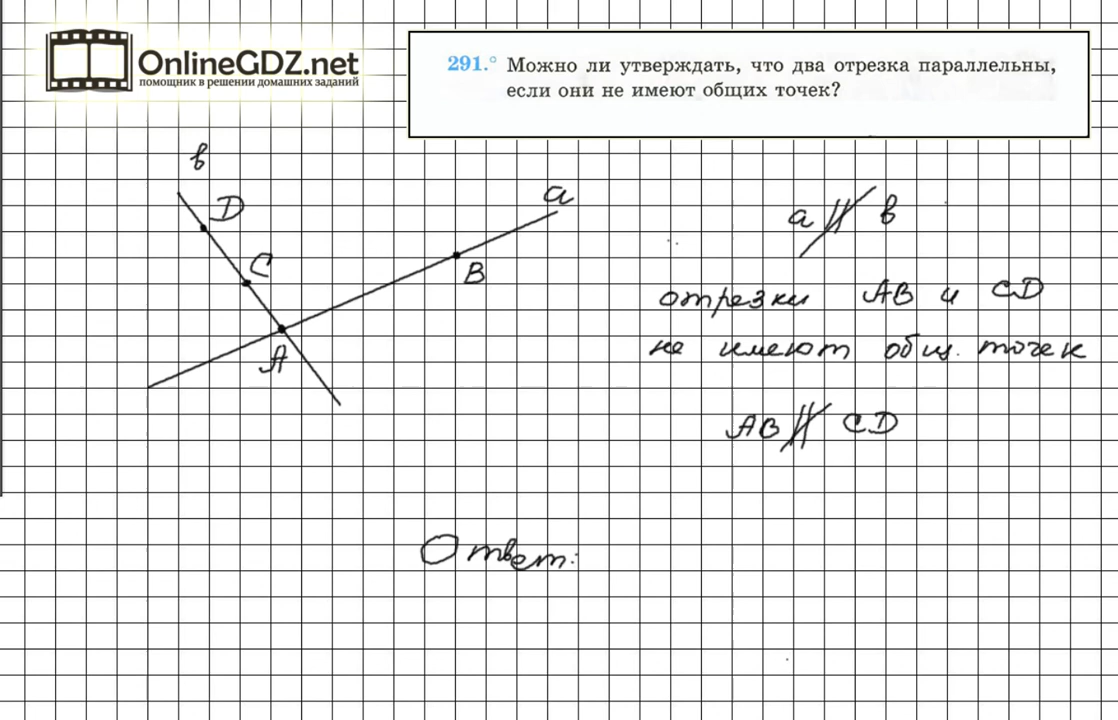 OnlineGDZ.net
помощник в решении домашних заданий
291.° Можно ли утверждать, что два отрезка параллельны,
если они не имеют общих точек?
в
D
C
A
B
a
a ∦ в
отрезки AB и CD
не имеют общ. точек
AB ∦ CD
Ответ: